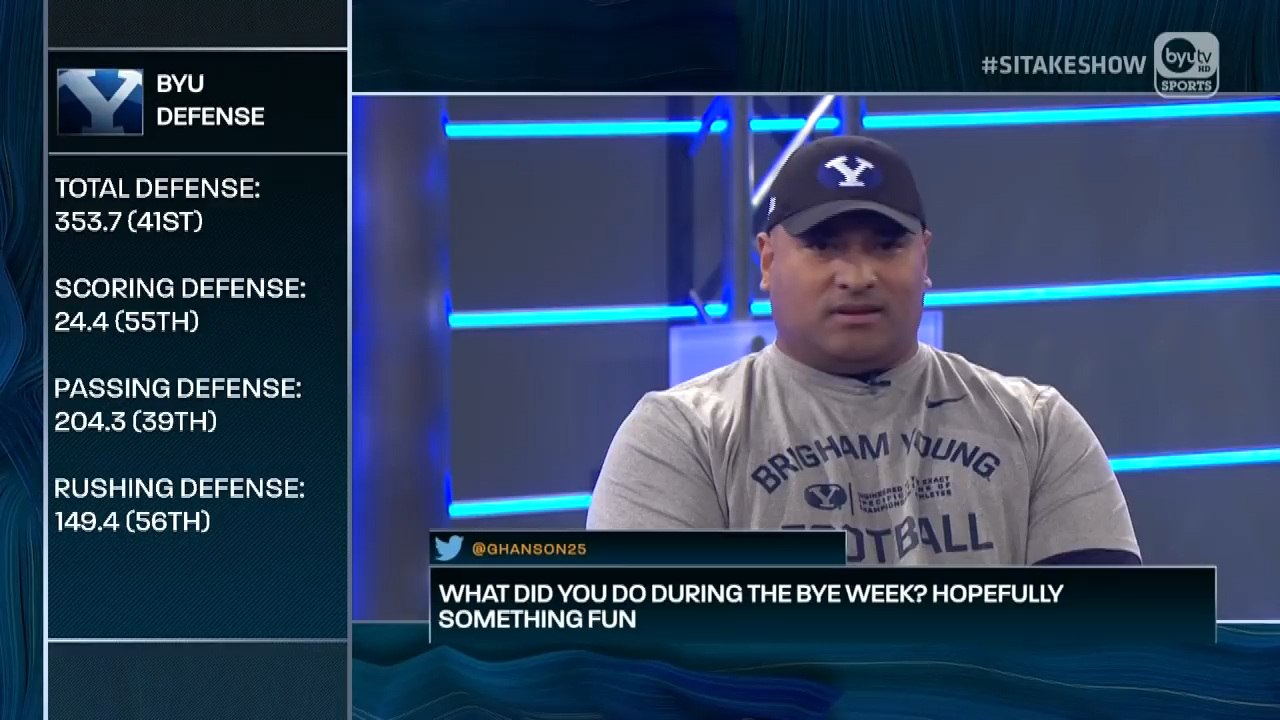 BYU
DEFENSE
TOTAL DEFENSE:
353.7 (41ST)
SCORING DEFENSE:
24.4 (55TH)
PASSING DEFENSE:
204.3 (39TH)
RUSHING DEFENSE:
149.4 (56TH)
#SITAKESHOW
byutv
HD
SPORTS
Y
BRIGHAM YOUNG
FOOTBALL
@GHANSON25
WHAT DID YOU DO DURING THE BYE WEEK? HOPEFULLY
SOMETHING FUN